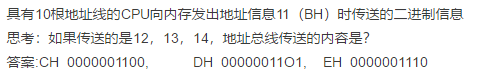 具有10根地址线的CPU向内存发出地址信息11（BH）时传送的二进制信息
思考：如果传送的是12，13，14，地址总线传送的内容是？
答案:CH  0000001100,  DH  00000011O1,  EH  0000001110